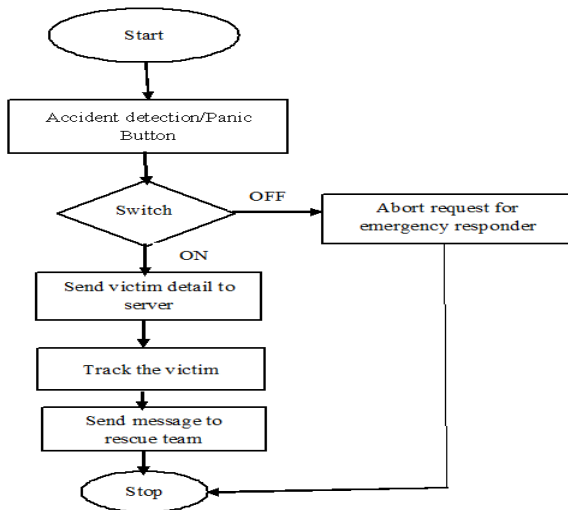 Start
Accident detection/Panic
Button
Switch
OFF
Abort request for
emergency responder
ON
Send victim detail to
server
Track the victim
Send message to
rescue team
Stop